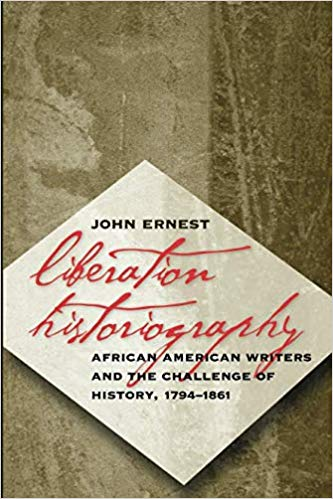 JOHN ERNEST
liberation
historiography
AFRICAN AMERICAN WRITERS
AND THE CHALLENGE OF
HISTORY, 1794–1861